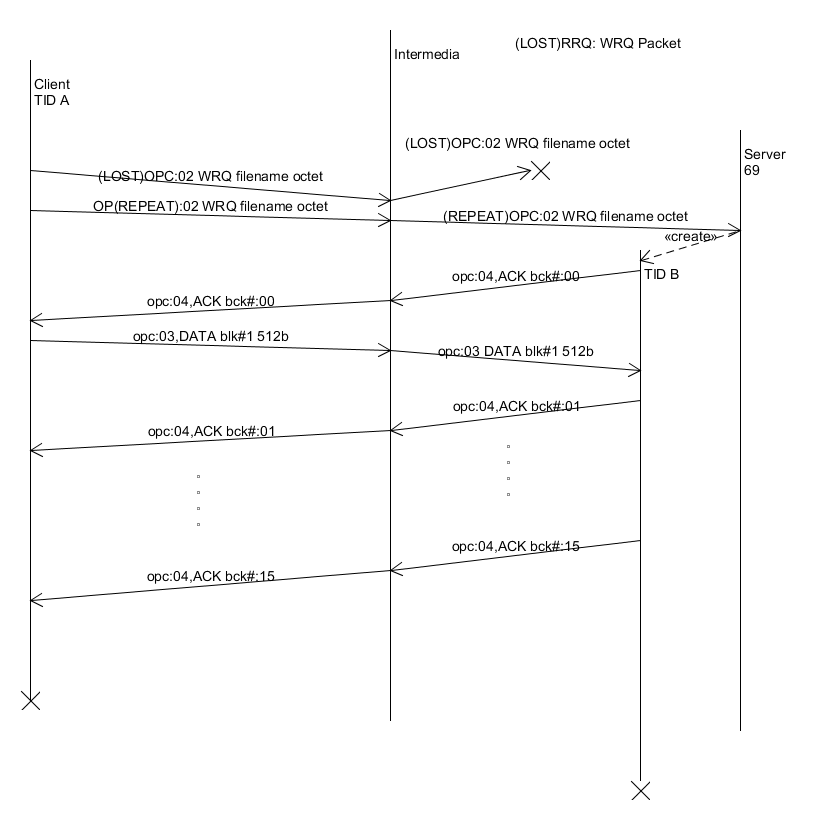 (LOST)RRQ: WRQ Packet
Intermedia
Client
TID A
(LOST)OPC:02 WRQ filename octet
Server
69
(LOST)OPC:02 WRQ filename octet
OP(REPEAT):02 WRQ filename octet
(REPEAT)OPC:02 WRQ filename octet
«create»
TID B
opc:04,ACK bck#:00
opc:04,ACK bck#:00
opc:03,DATA blk#1 512b
opc:03 DATA blk#1 512b
opc:04,ACK bck#:01
opc:04,ACK bck#:01
opc:04,ACK bck#:15
opc:04,ACK bck#:15